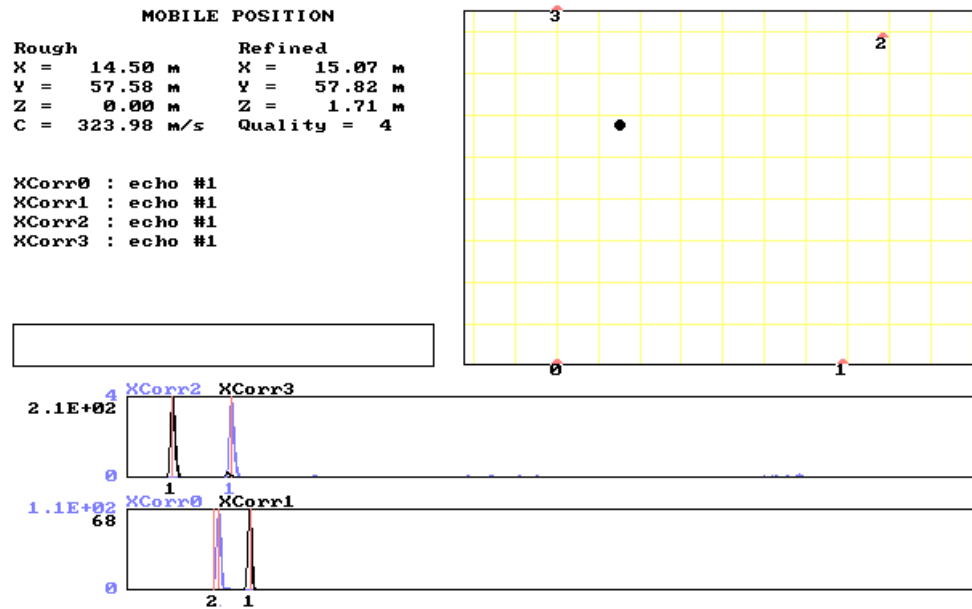 MOBILE POSITION
Rough Refined
X = 14.50 m X = 15.07 m
Y = 57.58 m Y = 57.82 m
Z = 0.00 m Z = 1.71 m
C = 323.98 m/s Quality = 4
XCorr0 : echo #1
XCorr1 : echo #1
XCorr2 : echo #1
XCorr3 : echo #1
3
2
0
1
4 XCorr2 XCorr3
2.1E+02
0
1 1
1.1E+02 XCorr0 XCorr1
68
0
2 1